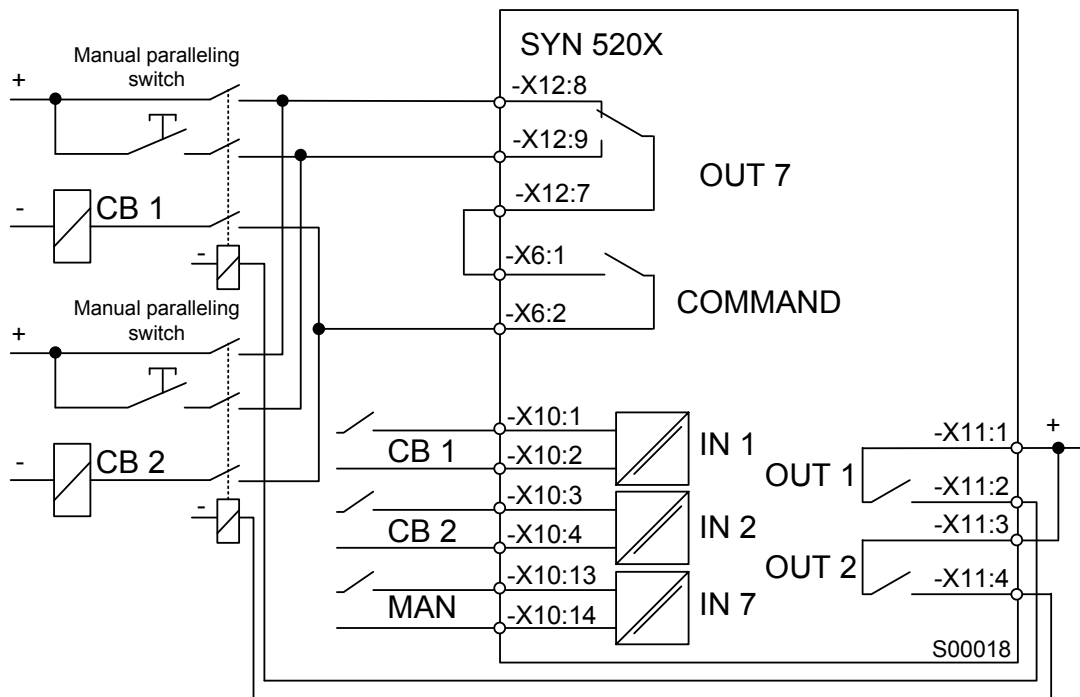 SYN 520X
Manual paralleling
switch
+
-X12:8
-X12:9
OUT 7
-X12:7
- CB 1
-X6:1
-
COMMAND
Manual paralleling
switch
-X6:2
+
-X10:1
CB 1
-X10:2
IN 1
-X11:1
+
OUT 1
- CB 2
-X11:2
-X10:3
CB 2
-X10:4
IN 2
-
-X11:3
OUT 2
-X11:4
-X10:13
MAN
-X10:14
IN 7
S00018